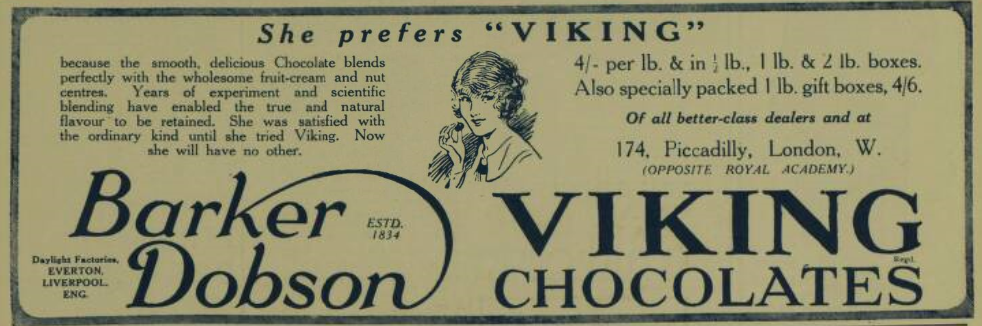 She prefers "VIKING"
because the smooth, delicious Chocolate blends
perfectly with the wholesome fruit-cream and nut
centres. Years of experiment and scientific
blending have enabled the true and natural
flavour to be retained. She was satisfied with
the ordinary kind until she tried Viking. Now
she will have no other.
4/- per lb. & in ½ lb., 1 lb. & 2 lb. boxes.
Also specially packed 1 lb. gift boxes, 4/6.
Of all better-class dealers and at
174, Piccadilly, London, W.
(OPPOSITE ROYAL ACADEMY.)
Barker
Dobson
ESTD.
1834
Daylight Factories,
EVERTON,
LIVERPOOL.
ENG.
VIKING
Regd.
CHOCOLATES